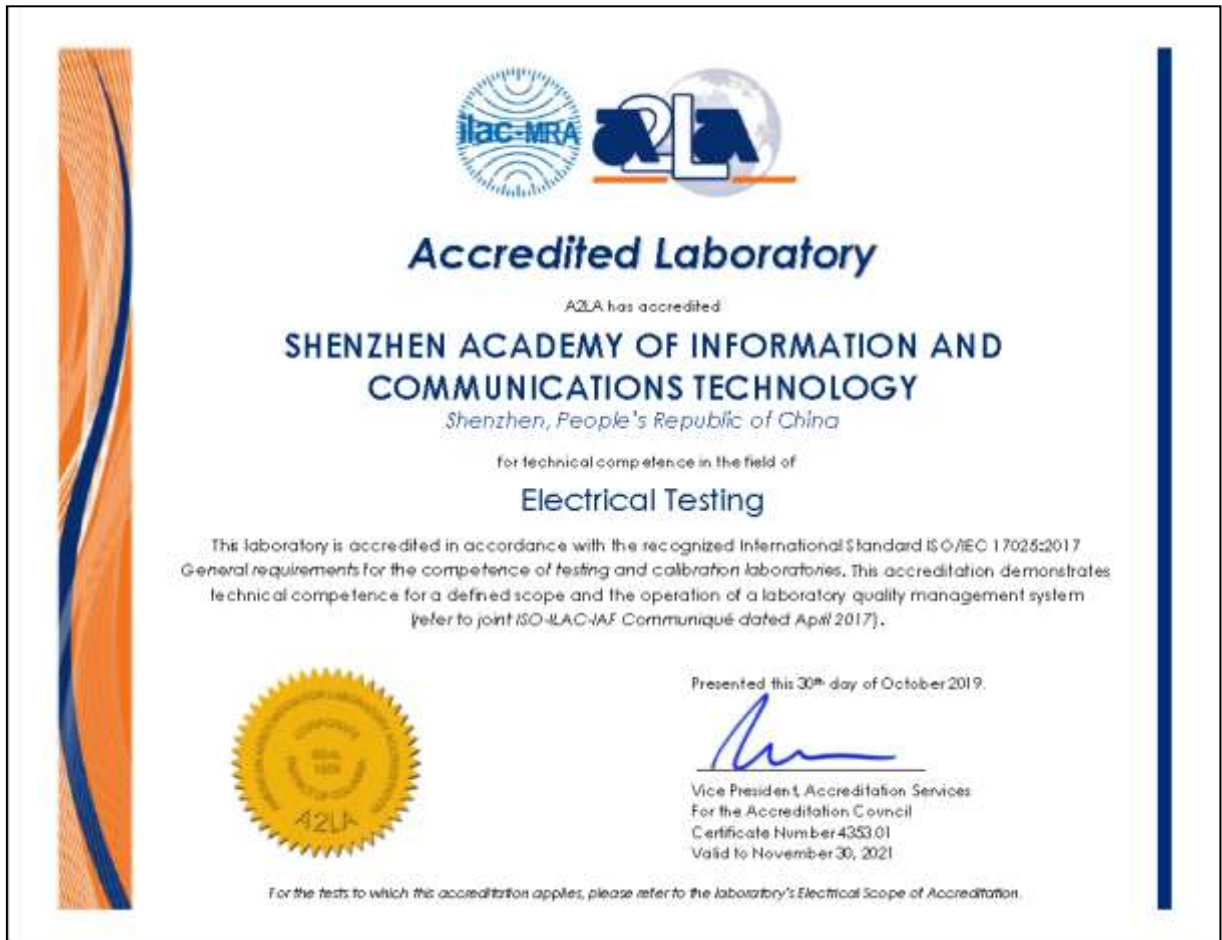 ilac-MRA
a2La
Accredited Laboratory
A2LA has accredited
SHENZHEN ACADEMY OF INFORMATION AND
COMMUNICATIONS TECHNOLOGY
Shenzhen, People's Republic of China
for technical competence in the field of
Electrical Testing
This laboratory is accredited in accordance with the recognized International Standard ISO/IEC 17025:2017
General requirements for the competence of testing and calibration laboratories. This accreditation demonstrates
technical competence for a defined scope and the operation of a laboratory quality management system
(refer to joint ISO-ILAC-IAF Communiqué dated April 2017).
Presented this 30th day of October 2019.
CORPORATE
SEAL
A2LA
Vice President, Accreditation Services
For the Accreditation Council
Certificate Number 4353.01
Valid to November 30, 2021
For the tests to which this accreditation applies, please refer to the laboratory's Electrical Scope of Accreditation.